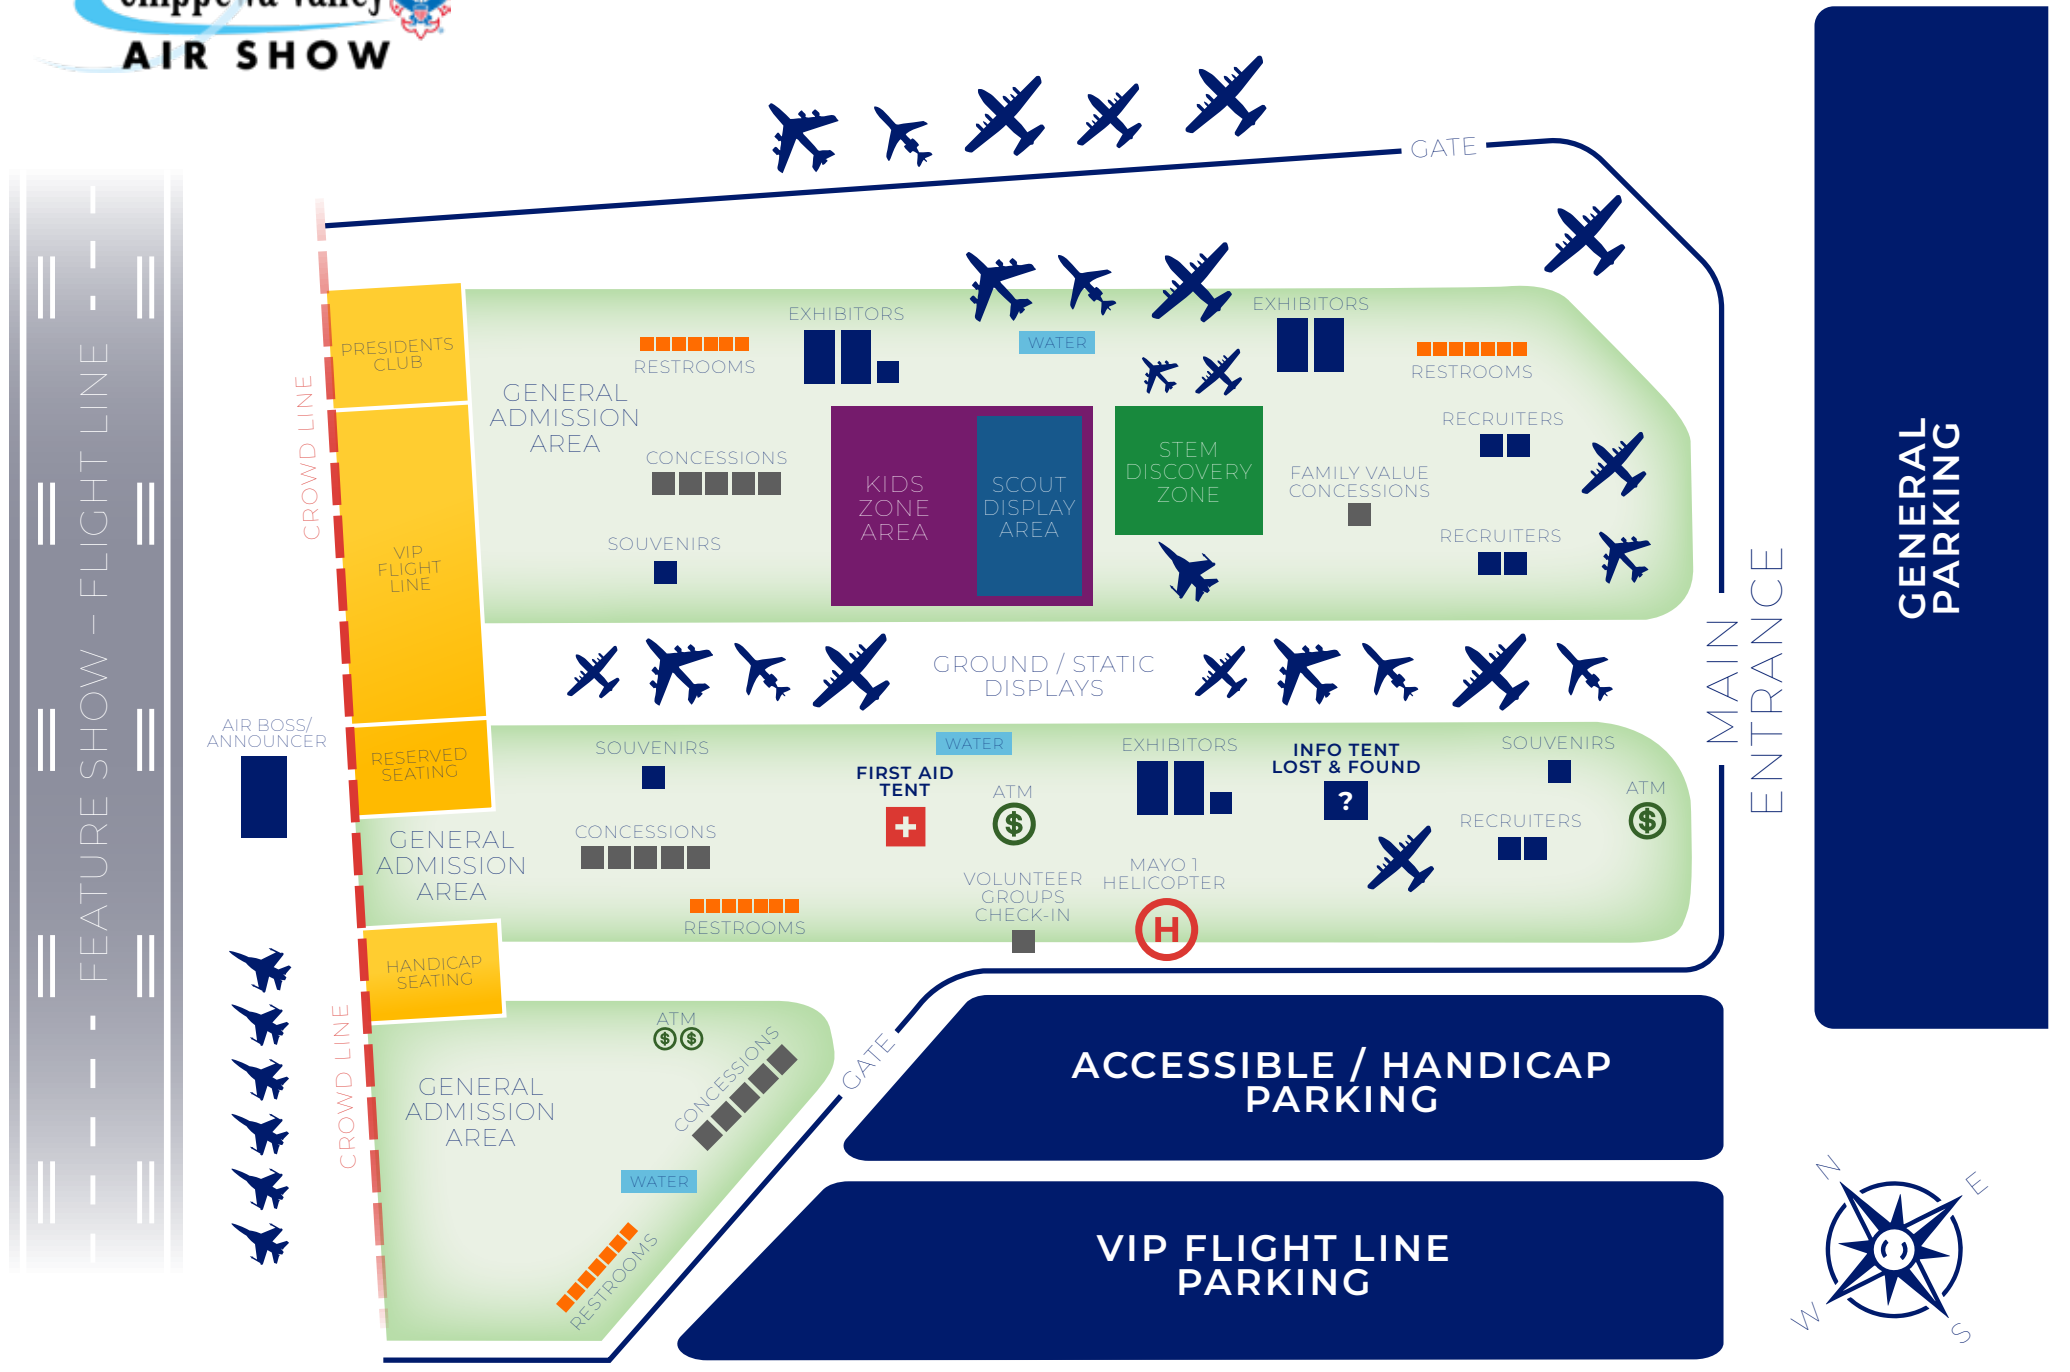 Chippewa Valley
AIR SHOW
GATE
FEATURE SHOW – FLIGHT LINE
CROWD LINE
PRESIDENTS
CLUB
VIP
FLIGHT
LINE
RESERVED
SEATING
HANDICAP
SEATING
CROWD LINE
AIR BOSS/
ANNOUNCER
GENERAL
ADMISSION
AREA
RESTROOMS
EXHIBITORS
WATER
EXHIBITORS
RESTROOMS
CONCESSIONS
SOUVENIRS
KIDS
ZONE
AREA
SCOUT
DISPLAY
AREA
STEM
DISCOVERY
ZONE
FAMILY VALUE
CONCESSIONS
RECRUITERS
RECRUITERS
GROUND / STATIC
DISPLAYS
MAIN
ENTRANCE
GENERAL
PARKING
GENERAL
ADMISSION
AREA
SOUVENIRS
CONCESSIONS
RESTROOMS
WATER
FIRST AID
TENT
ATM
$
VOLUNTEER
GROUPS
CHECK-IN
EXHIBITORS
MAYO 1
HELICOPTER
H
INFO TENT
LOST & FOUND
?
SOUVENIRS
RECRUITERS
ATM
$
GENERAL
ADMISSION
AREA
ATM
$ $
CONCESSIONS
WATER
RESTROOMS
GATE
ACCESSIBLE / HANDICAP
PARKING
VIP FLIGHT LINE
PARKING
N
E
W
S